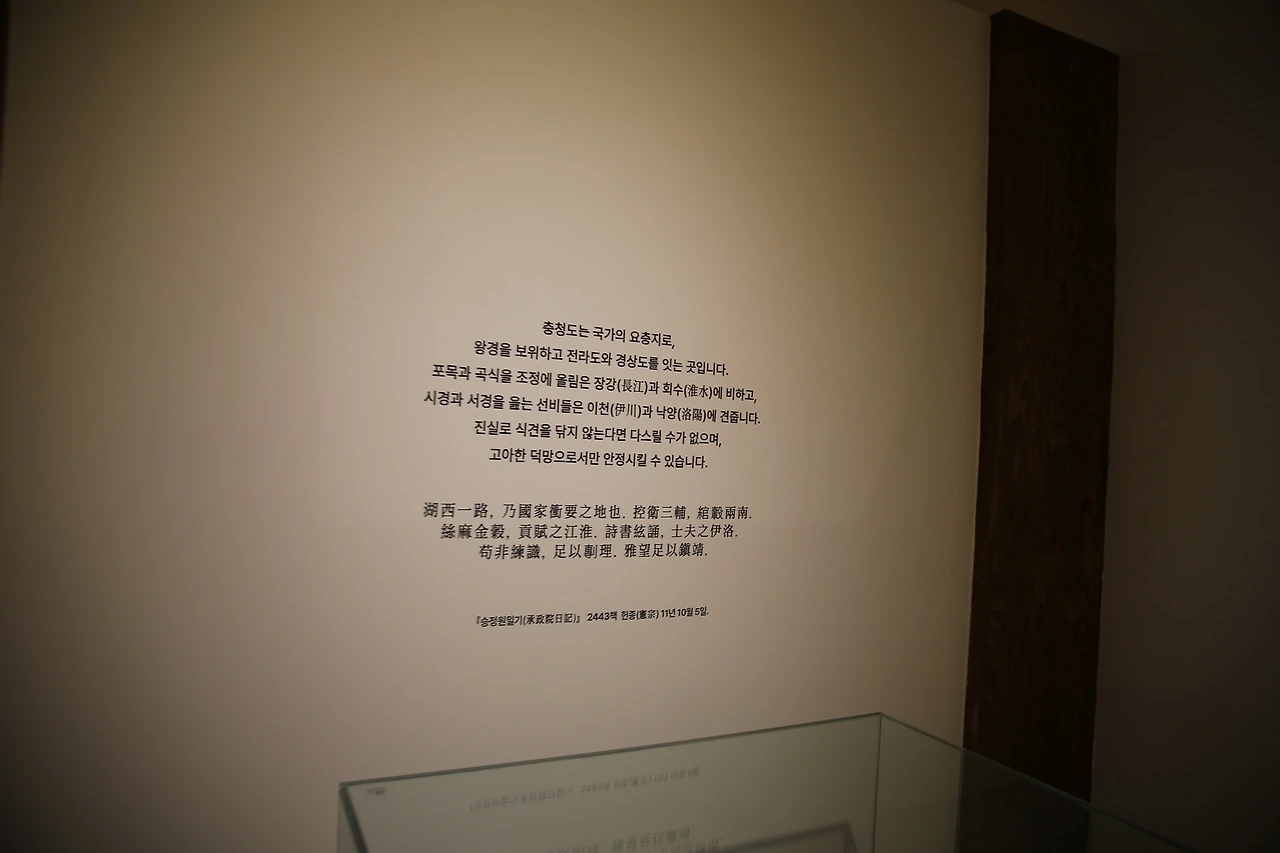 충청도는 국가의 요충지로,
왕경을 보위하고 전라도와 경상도를 잇는 곳입니다.
포목과 곡식을 조정에 올림은 장강(長江)과 회수(淮水)에 비하고,
시경과 서경을 읊는 선비들은 이천(伊川)과 낙양(洛陽)에 견줍니다.
진실로 식견을 닦지 않는다면 다스릴 수가 없으며,
고아한 덕망으로서만 안정시킬 수 있습니다.
湖西一路, 乃國家衝要之地也. 控衛三輔, 綰轂兩南.
絲麻金穀, 貢賦之江淮. 詩書絃誦, 士夫之伊洛.
苟非練識, 足以剸理. 雅望足以鎭靖.
『승정원일기(承政院日記)』 2443책 헌종(憲宗) 11년 10월 5일.